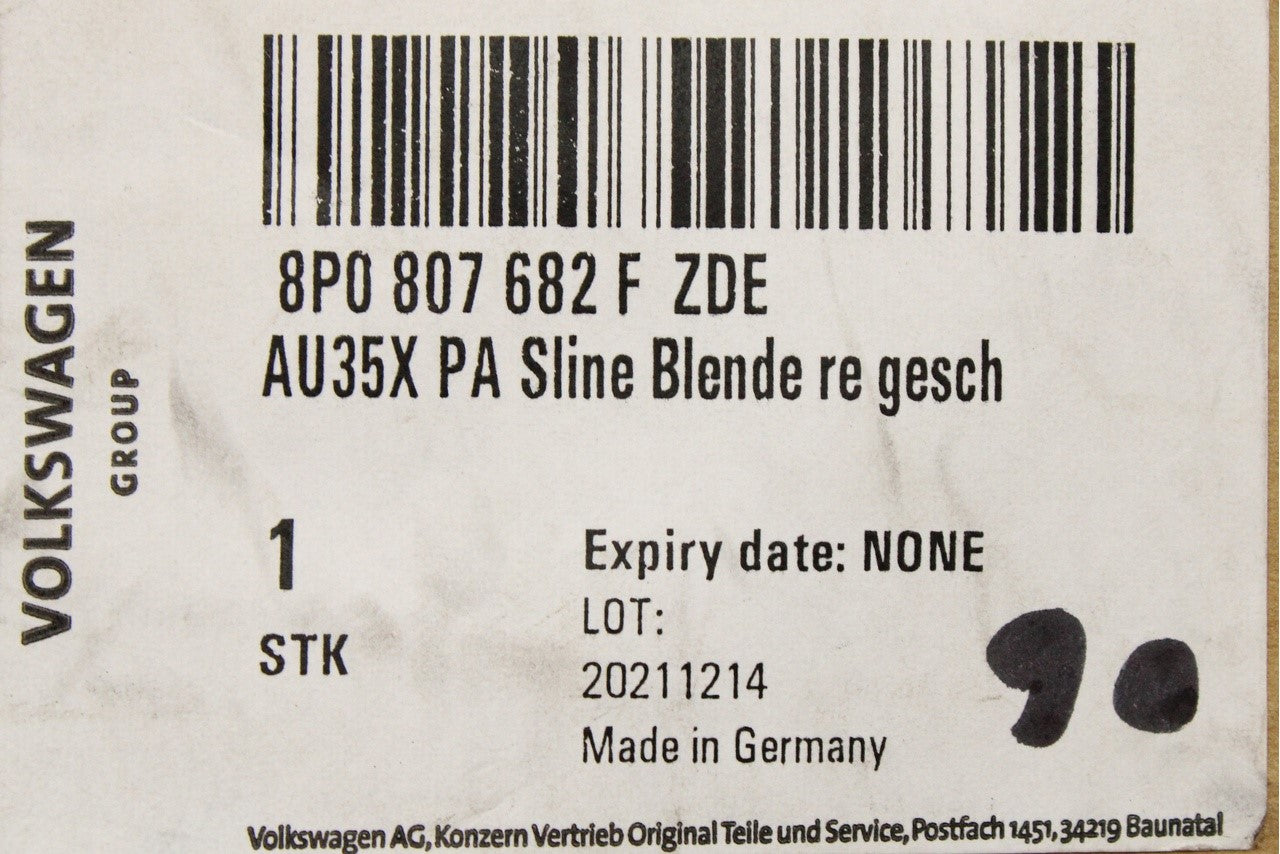 VOLKSWAGEN
GROUP
8P0 807 682 F ZDE
AU35X PA Sline Blende re gesch
1
STK
Expiry date: NONE
LOT:
20211214
Made in Germany
90
Volkswagen AG, Konzern Vertrieb Original Teile und Service, Postfach 1451, 34219 Baunatal